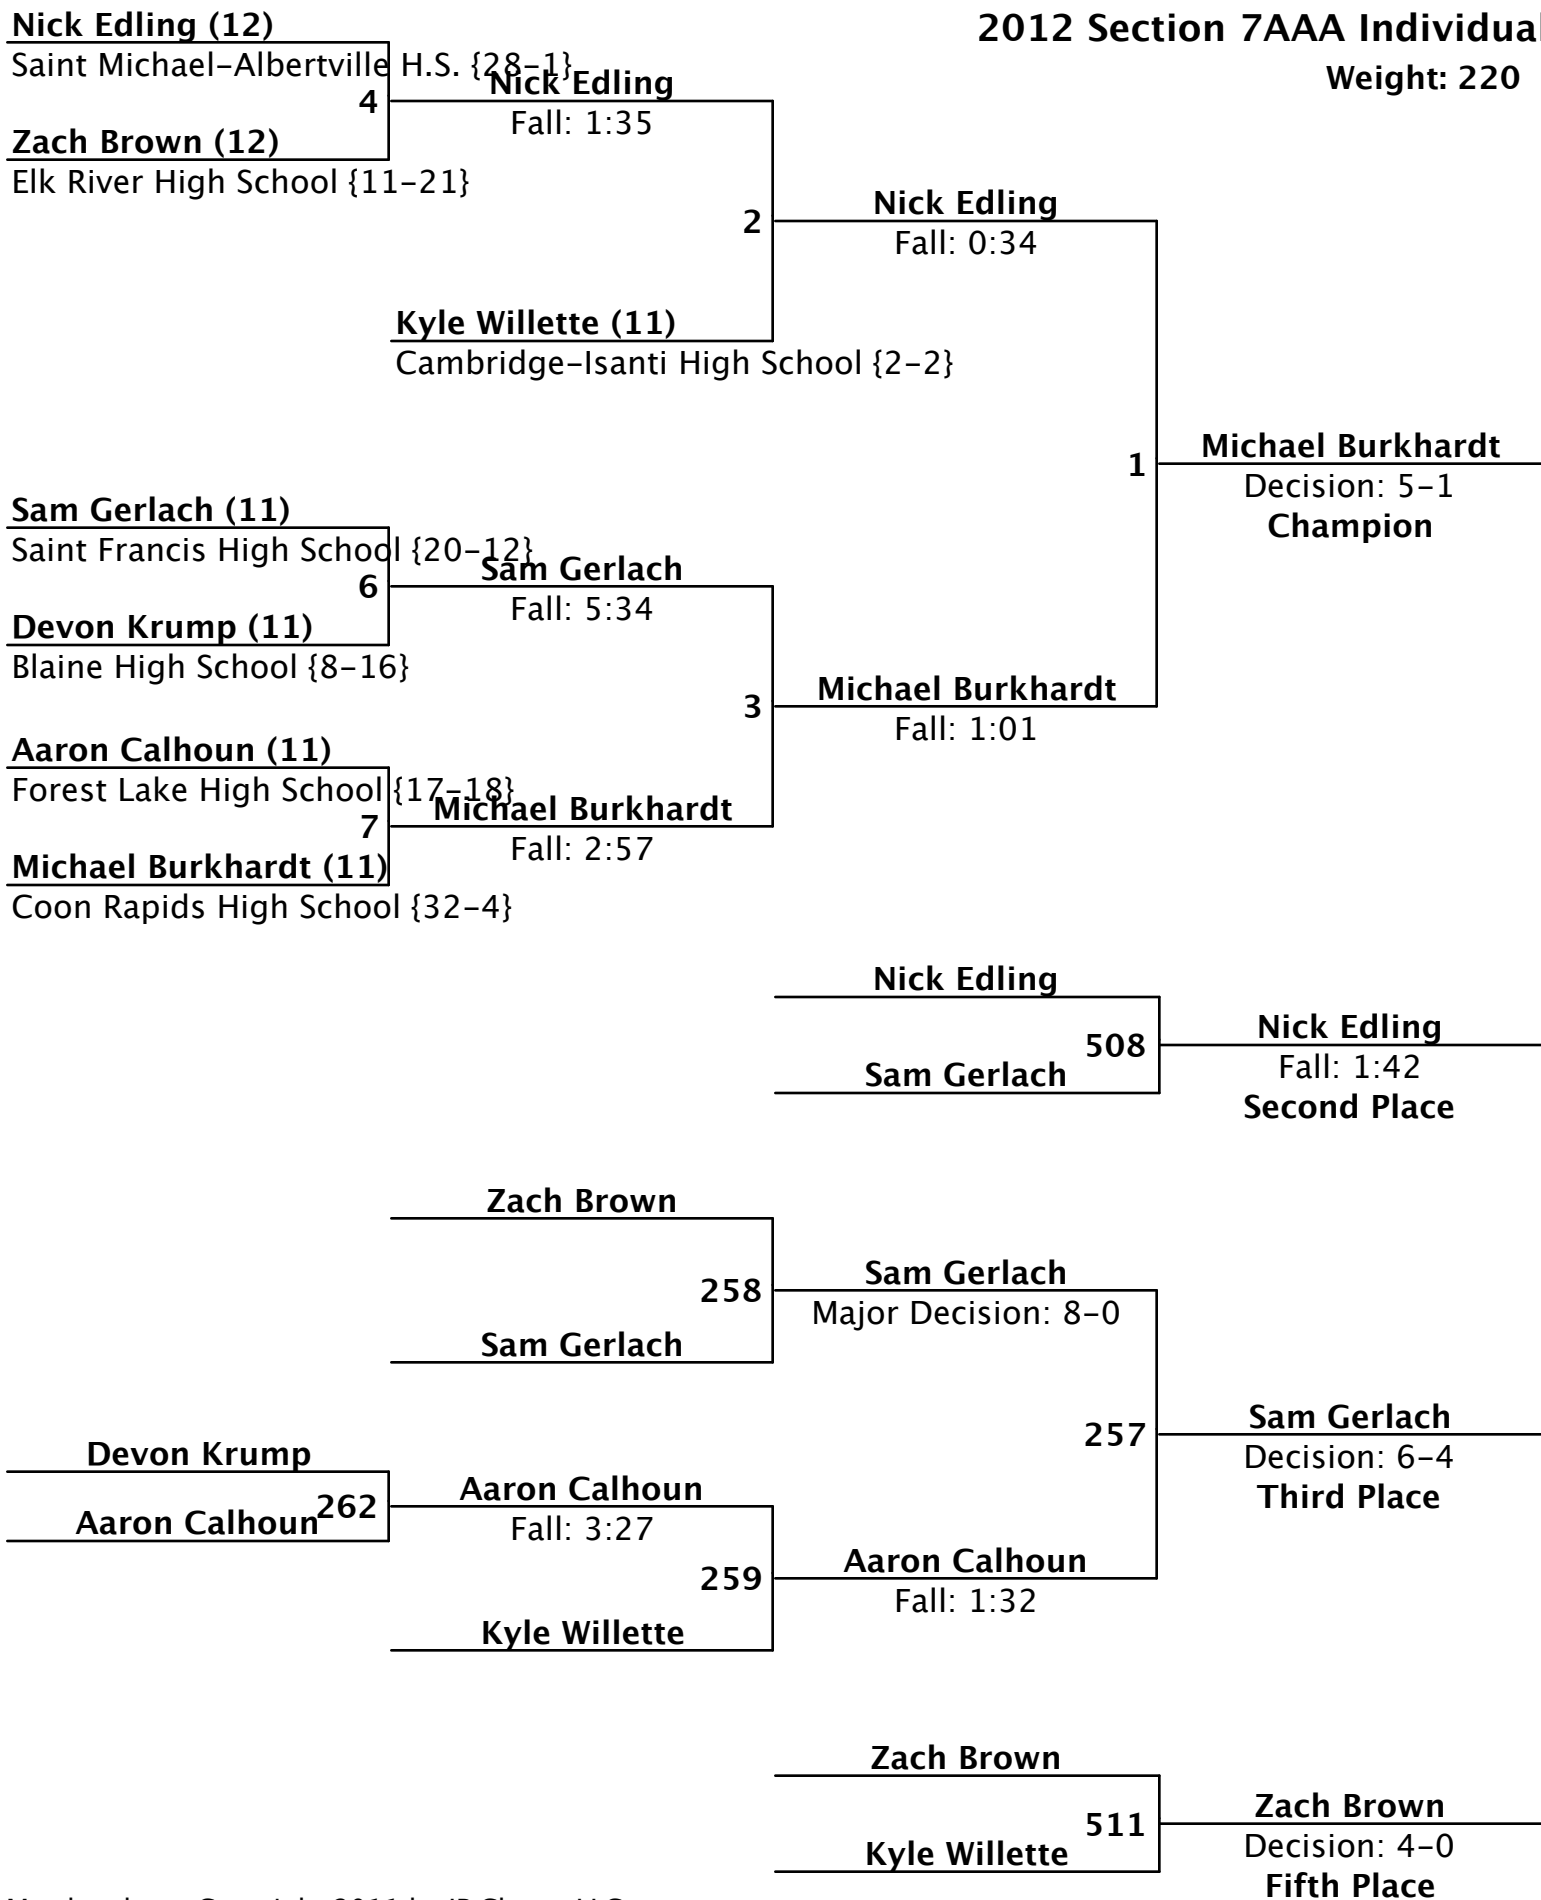 Nick Edling (12)
2012 Section 7AAA Individual
Saint Michael-Albertville H.S. {28-1}
Weight: 220
Nick Edling
4
Fall: 1:35
Zach Brown (12)
Elk River High School {11-21}
Nick Edling
2
Fall: 0:34
Kyle Willette (11)
Cambridge-Isanti High School {2-2}
Michael Burkhardt
1
Decision: 5-1
Champion
Sam Gerlach (11)
Saint Francis High School {20-12}
Sam Gerlach
6
Fall: 5:34
Devon Krump (11)
Blaine High School {8-16}
Michael Burkhardt
3
Fall: 1:01
Aaron Calhoun (11)
Forest Lake High School {17-18}
Michael Burkhardt
7
Fall: 2:57
Michael Burkhardt (11)
Coon Rapids High School {32-4}
Nick Edling
508
Sam Gerlach
Nick Edling
Fall: 1:42
Second Place
Zach Brown
258
Sam Gerlach
Sam Gerlach
Major Decision: 8-0
257
Sam Gerlach
Decision: 6-4
Third Place
Devon Krump
262
Aaron Calhoun
Aaron Calhoun
Fall: 3:27
259
Aaron Calhoun
Fall: 1:32
Kyle Willette
Zach Brown
511
Kyle Willette
Zach Brown
Decision: 4-0
Fifth Place